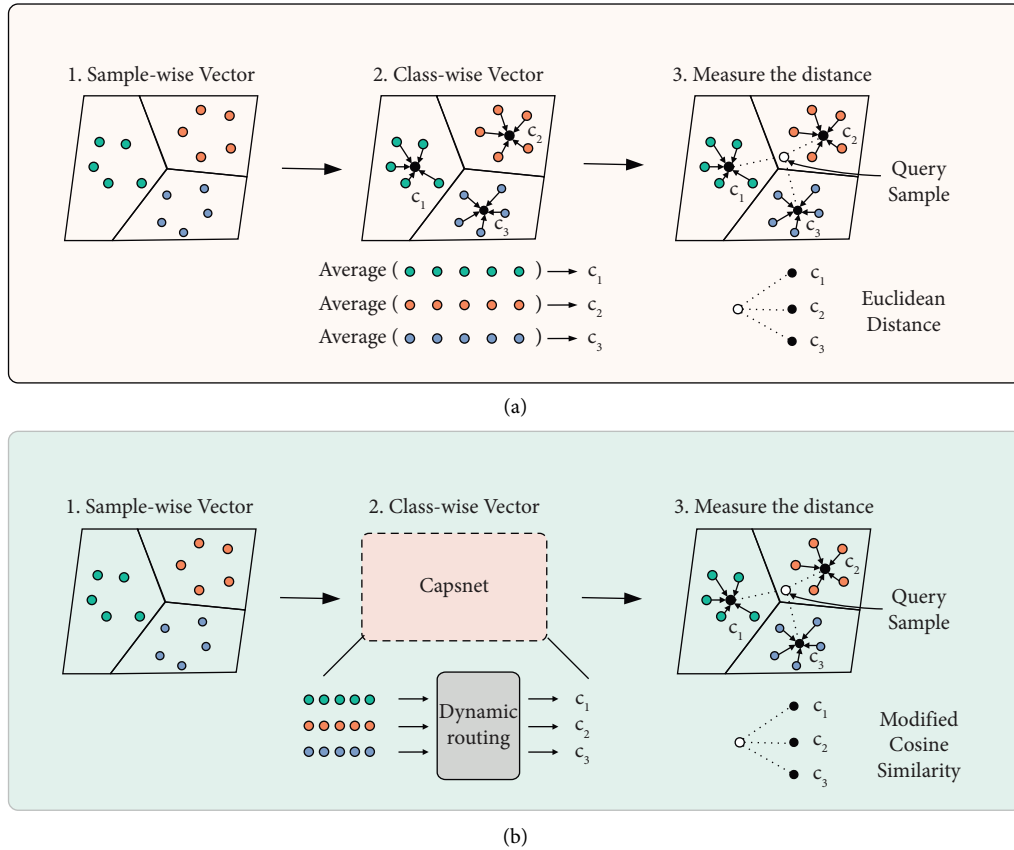 1. Sample-wise Vector
2. Class-wise Vector
3. Measure the distance
c1
c2
c3
c1
c2
c3
Query
Sample
Average ( ) c1
Average ( ) c2
Average ( ) c3
c1
c2
c3
Euclidean
Distance
(a)
1. Sample-wise Vector
2. Class-wise Vector
3. Measure the distance
Capsnet
c1
c2
c3
Query
Sample
Dynamic
routing
c1
c2
c3
c1
c2
c3
Modified
Cosine
Similarity
(b)